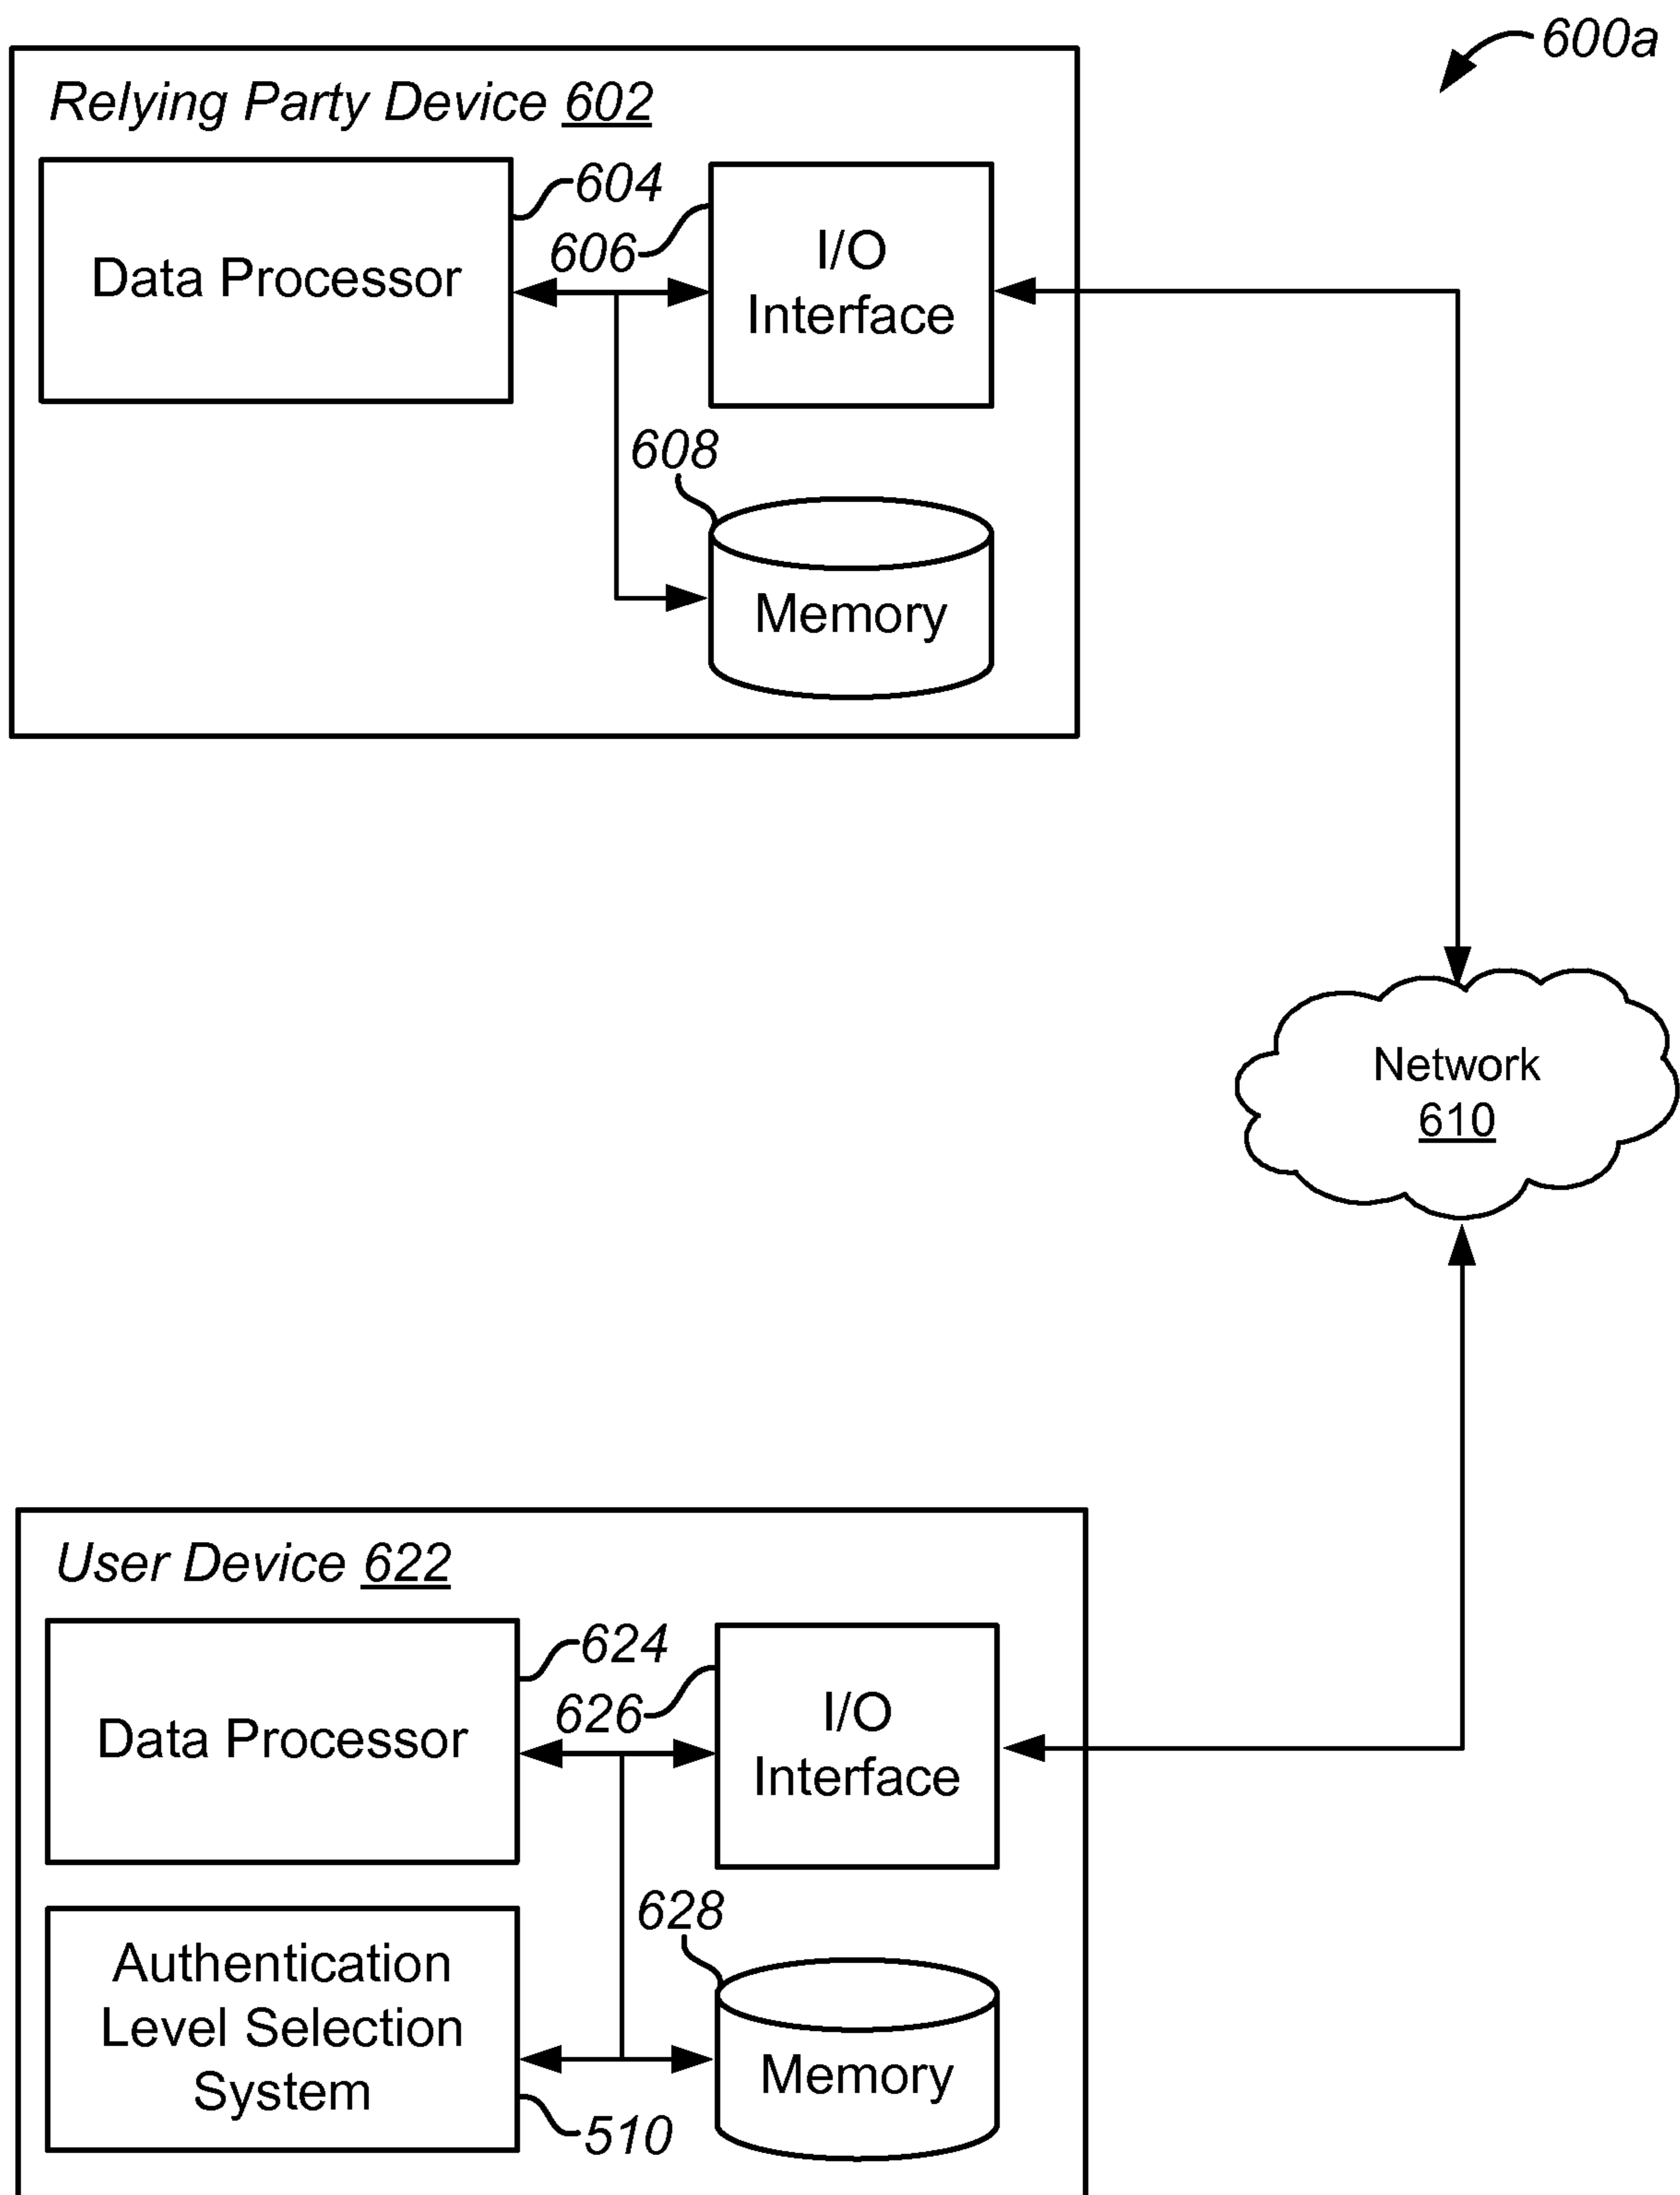 600a
Relying Party Device 602
604
606
Data Processor
I/O
Interface
608
Memory
Network
610
User Device 622
624
626
Data Processor
I/O
Interface
628
Authentication
Level Selection
System
Memory
510